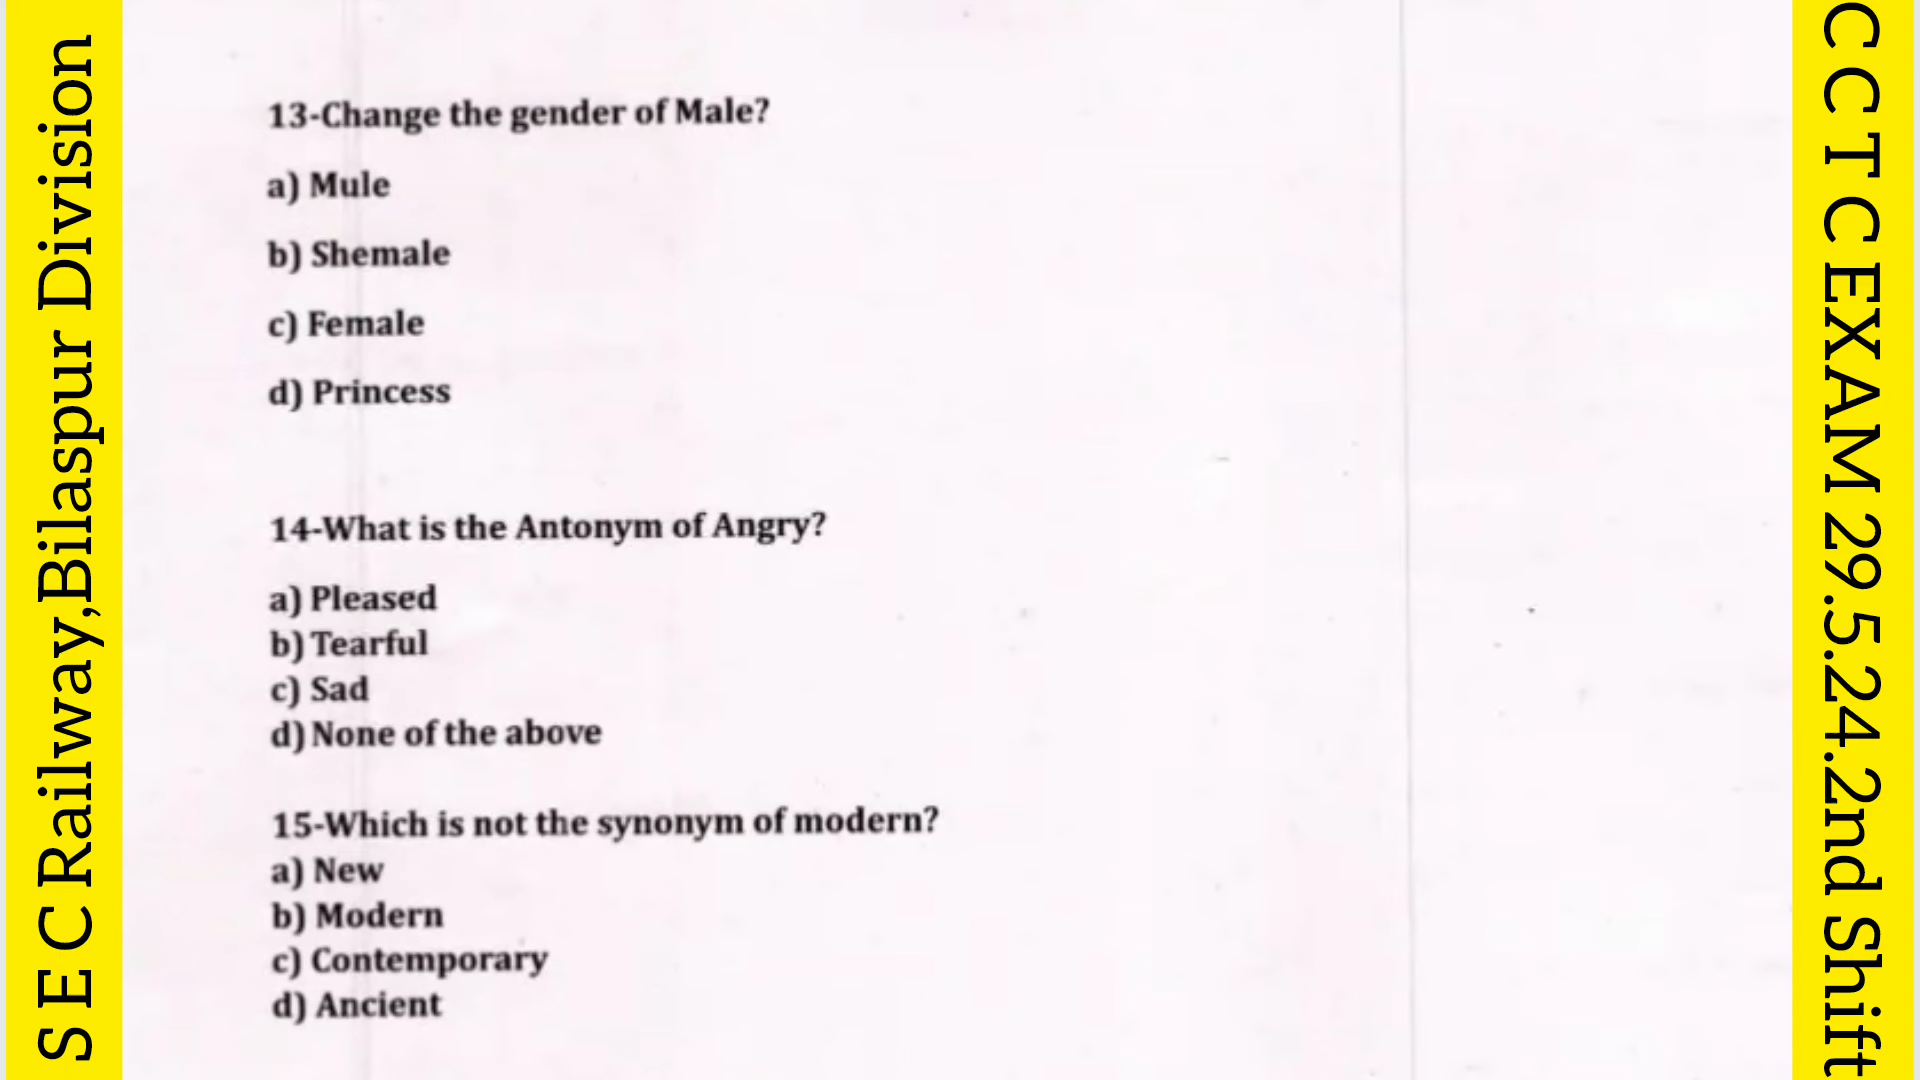 S E C Railway,Bilaspur Division
13-Change the gender of Male?
a) Mule
b) Shemale
c) Female
d) Princess
14-What is the Antonym of Angry?
a) Pleased
b) Tearful
c) Sad
d) None of the above
15-Which is not the synonym of modern?
a) New
b) Modern
c) Contemporary
d) Ancient
C C T C EXAM 29.5.24.2nd Shift